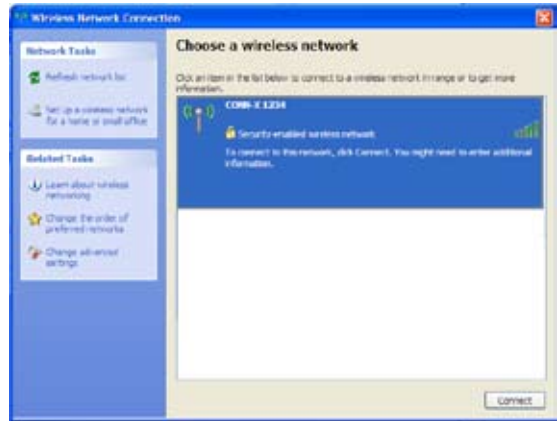 Wireless Network Connection
Network Tasks
Refresh network list
Set up a wireless network
for a home or small office
Related Tasks
Learn about wireless
networking
Change the order of
preferred networks
Change advanced
settings
Choose a wireless network
Click an item in the list below to connect to a wireless network in range or to get more
information.
CONN-X 1234
Security-enabled wireless network
To connect to this network, click Connect. You might need to enter additional
information.
Connect